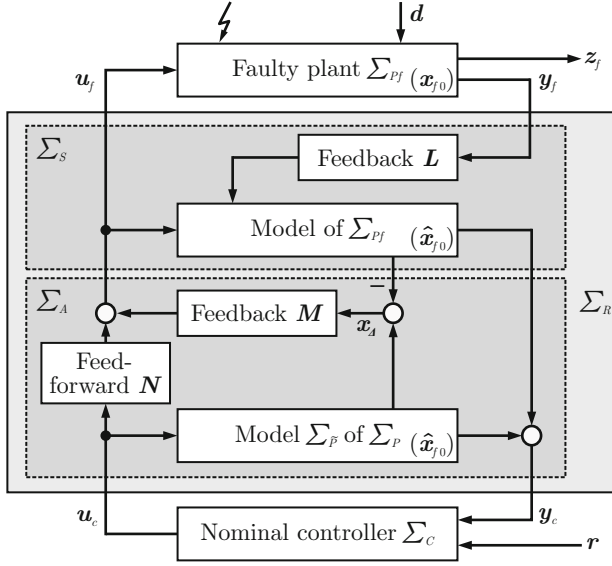 d
u_f
Faulty plant Σ_Pf (x_f0)
z_f
y_f
Σ_S
Feedback L
Model of Σ_Pf (x̂_f0)
−
Σ_A
Feedback M
x_Δ
Σ_R
Feed-
forward N
Model Σ_P̃ of Σ_P (x̂_f0)
u_c
Nominal controller Σ_C
y_c
r